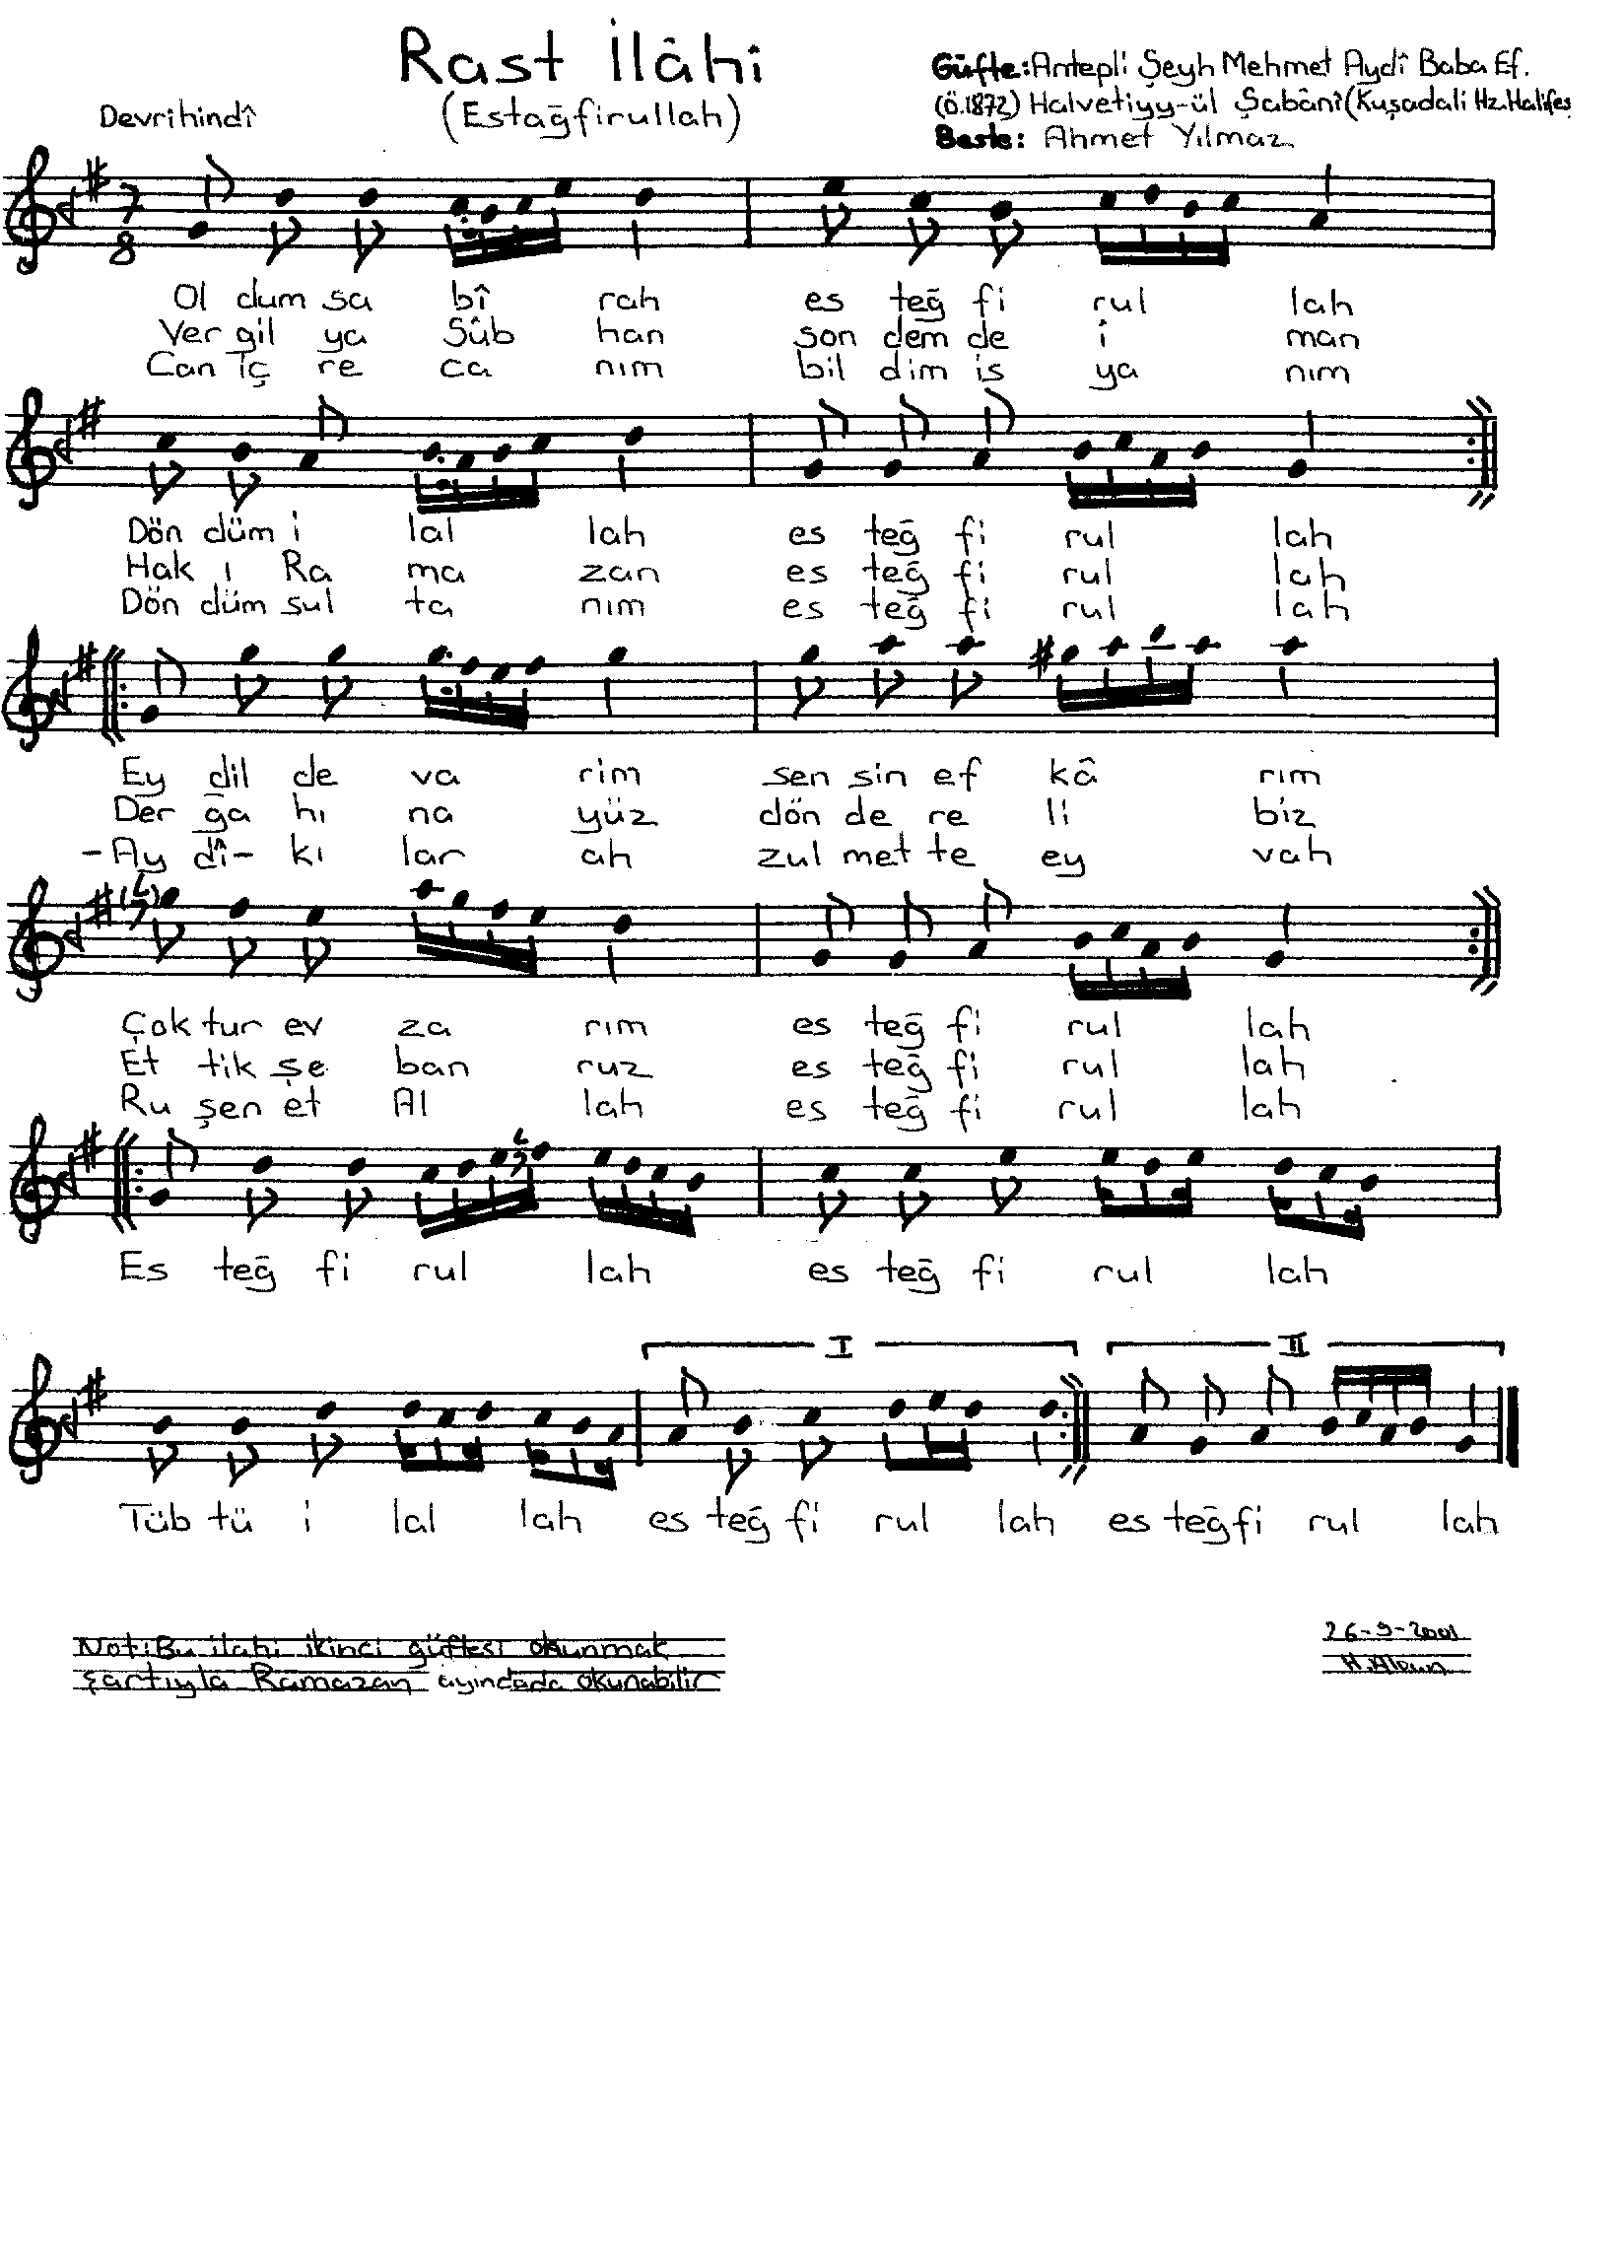 Rast İlâhi
(Estağfirullah)
Devrihindî
Güfte: Antepli Şeyh Mehmet Aydî Baba Ef.
(Ö.1872) Halvetiyy-ül Şabânî (Kuşadali Hz. Halifes
Beste: Ahmet Yılmaz
7
8
Ol dum sa bî rah es teğ fi rul lah
Ver gil ya Sûb han son dem de i man
Can iç re ca nım bil dim is ya nım
Dön düm i lal lah es teğ fi rul lah
Hak ı Ra ma zan es teğ fi rul lah
Dön düm sul ta nım es teğ fi rul lah
Ey dil de va rim sen sin ef kâ rım
Der ğa hı na yüz dön de re li biz
-Ay dî- kı lar ah zul met te ey vah
Çok tur ev za rım es teğ fi rul lah
Et tik şe ban ruz es teğ fi rul lah
Ru şen et Al lah es teğ fi rul lah
Es teğ fi rul lah es teğ fi rul lah
I II
Tüb tü i lal lah es teğ fi rul lah es teğ fi rul lah
Not: Bu ilahi ikinci güftesi okunmak
şartıyla Ramazan ayındada okunabilir
26-9-2001